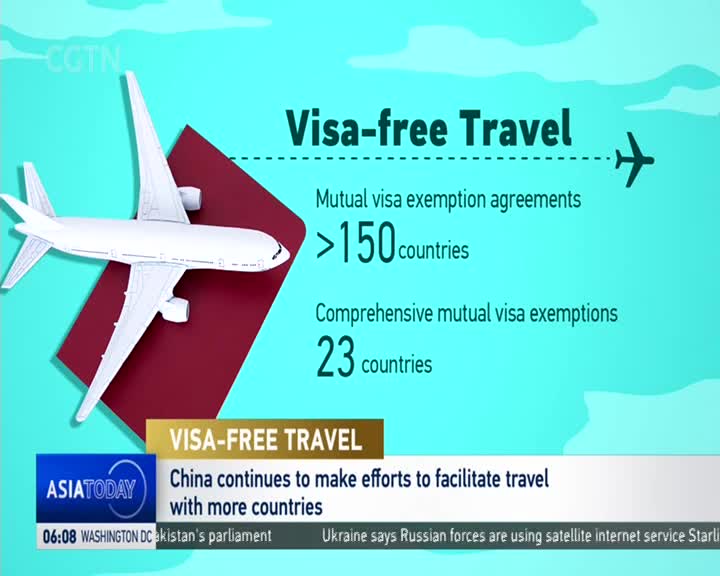 CGTN
Visa-free Travel
Mutual visa exemption agreements
>150 countries
Comprehensive mutual visa exemptions
23 countries
VISA-FREE TRAVEL
China continues to make efforts to facilitate travel
with more countries
ASIA TODAY
06:08 WASHINGTON DC
akistan's parliament Ukraine says Russian forces are using satellite internet service Starli